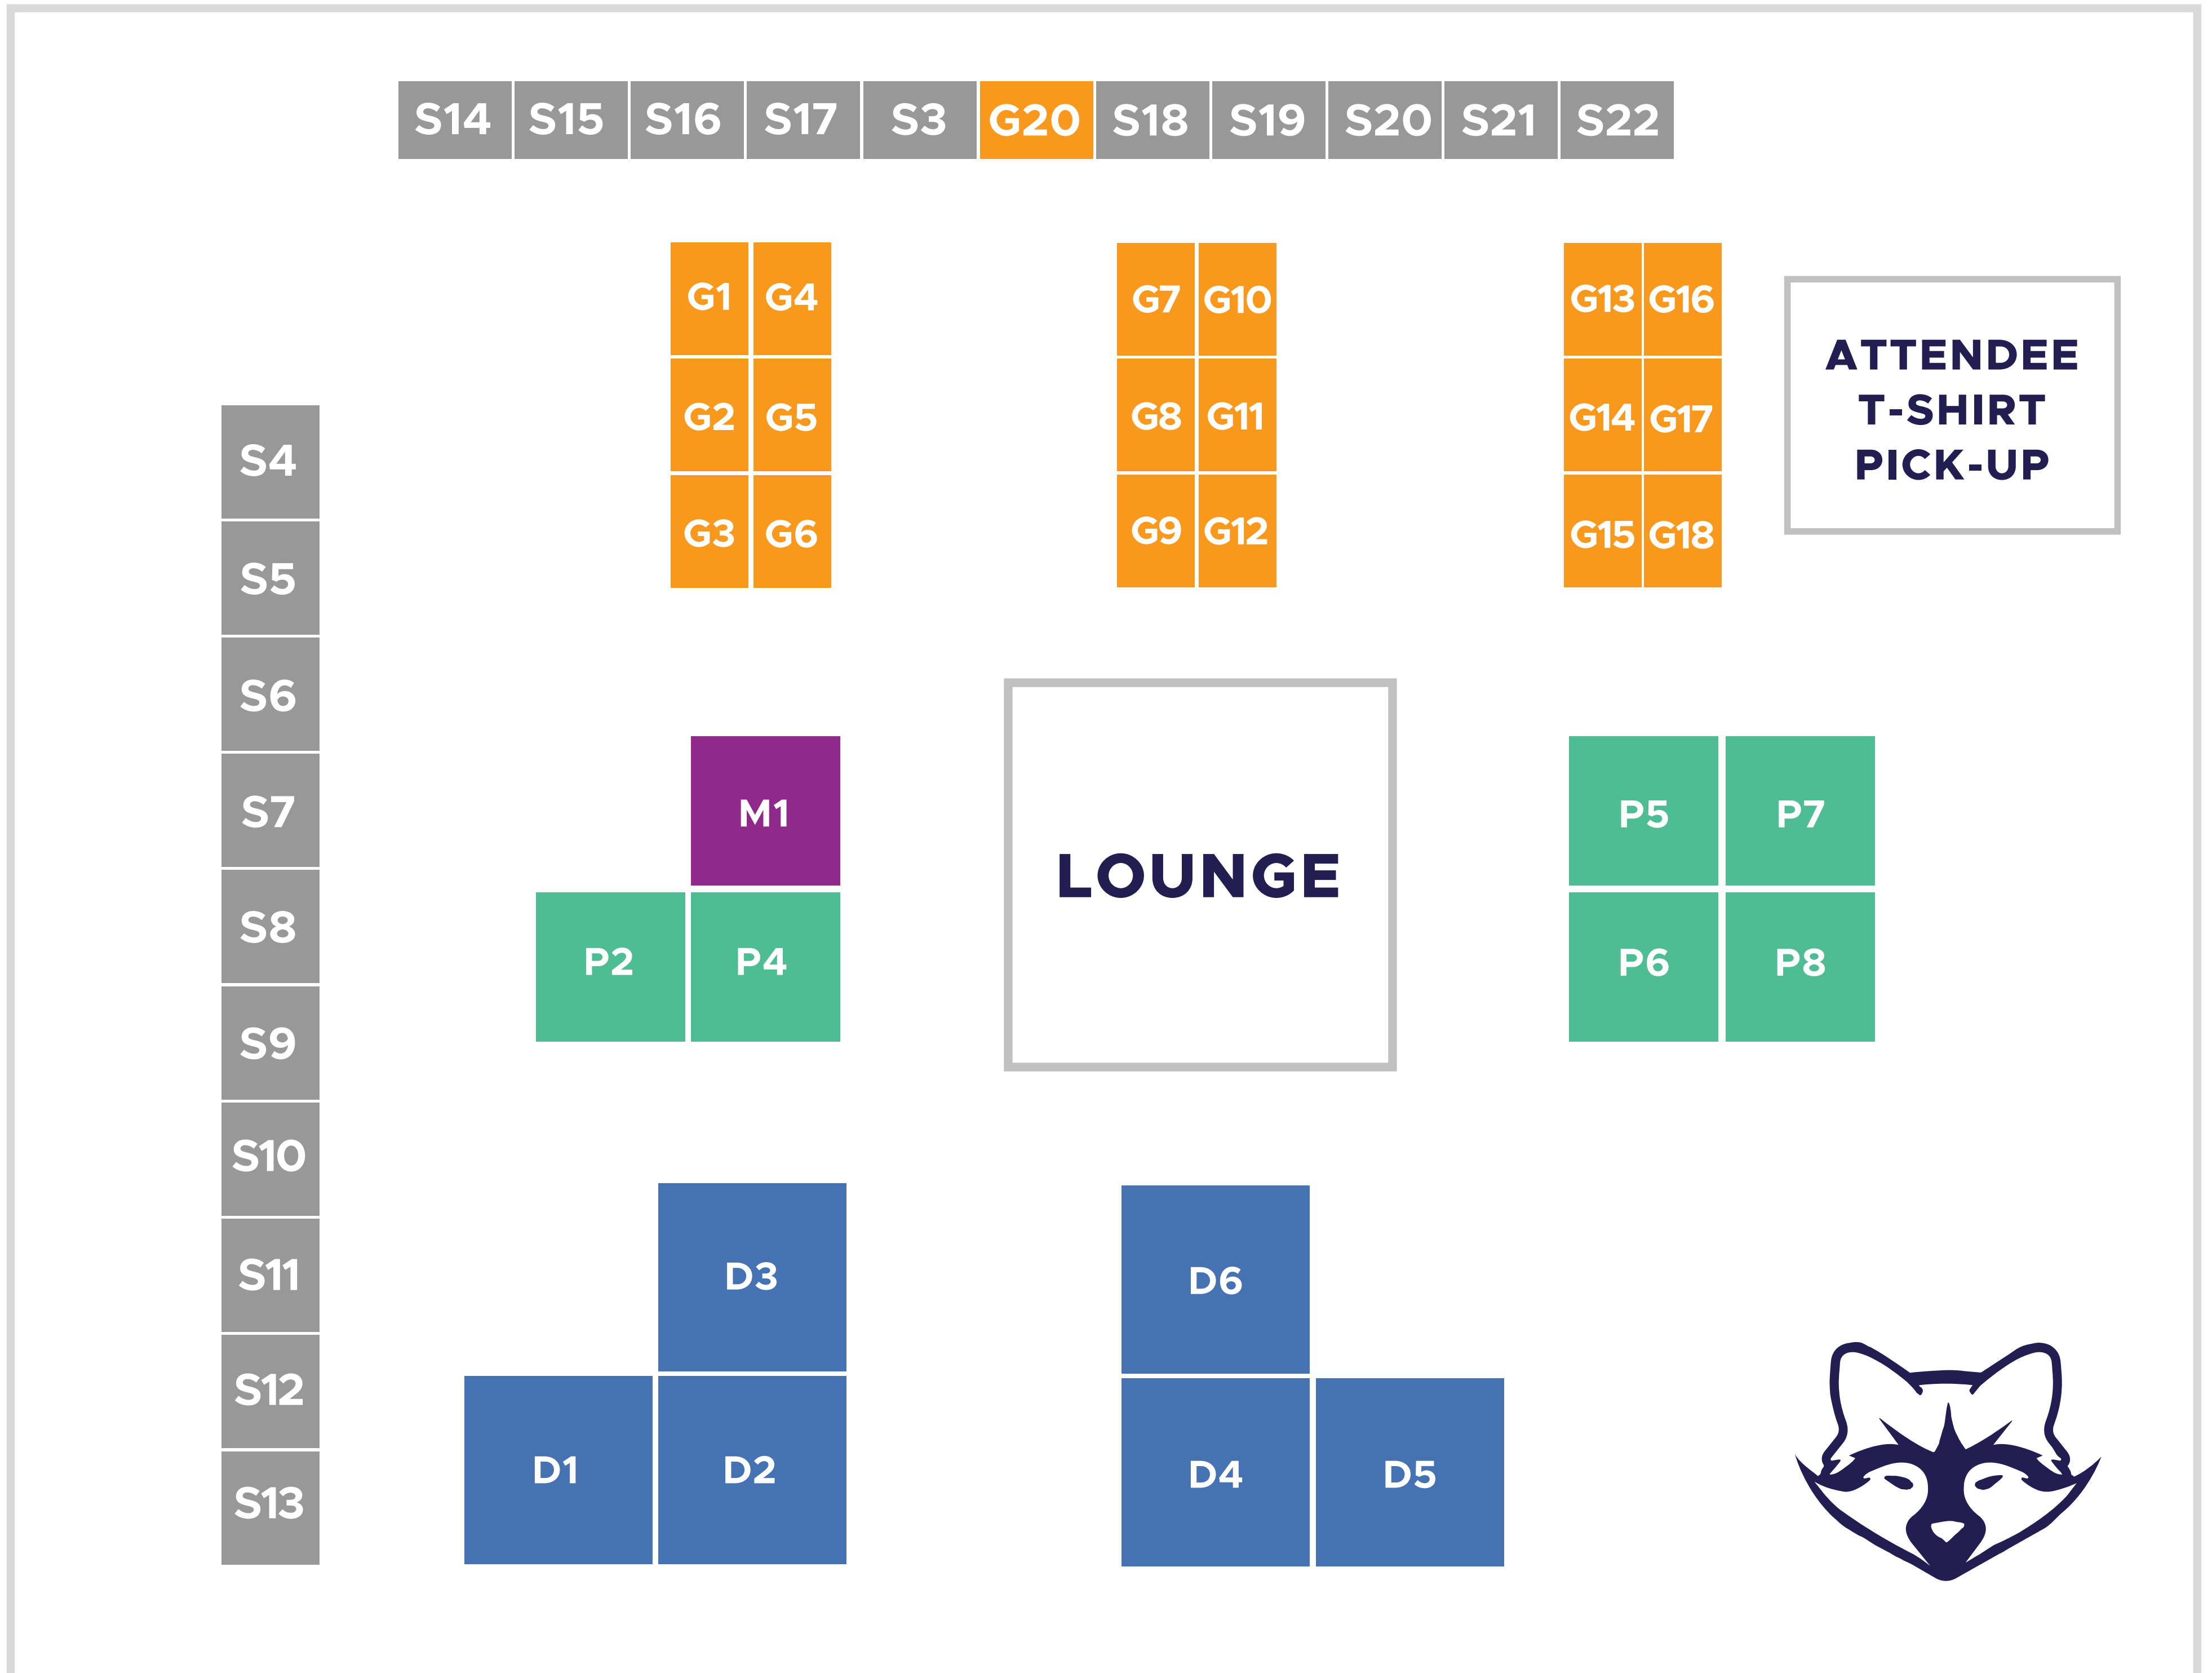 S14 S15 S16 S17 S3 G20 S18 S19 S20 S21 S22
G1 G4 G7 G10 G13 G16
G2 G5 G8 G11 G14 G17
G3 G6 G9 G12 G15 G18
ATTENDEE
T-SHIRT
PICK-UP
S4
S5
S6
S7
S8
S9
S10
S11
S12
S13
M1
P2 P4
LOUNGE
P5 P7
P6 P8
D3
D1 D2
D6
D4 D5